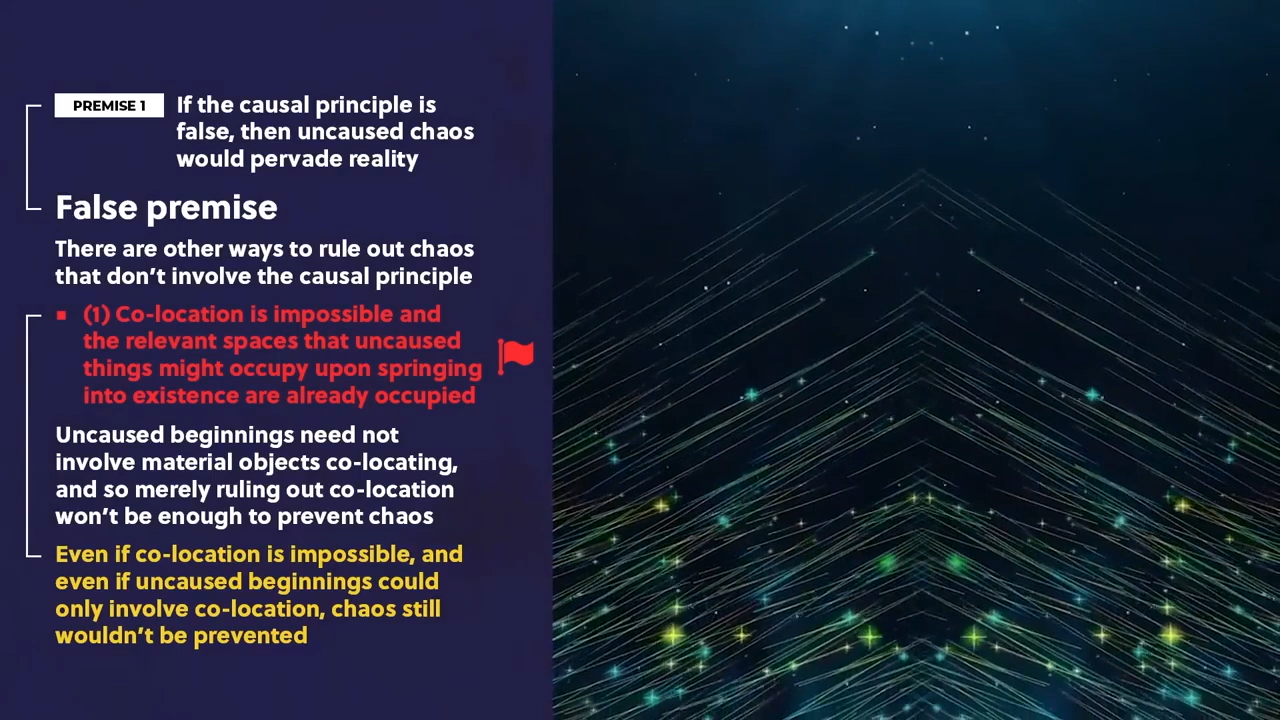 PREMISE 1 If the causal principle is
false, then uncaused chaos
would pervade reality
False premise
There are other ways to rule out chaos
that don't involve the causal principle
▪ (1) Co-location is impossible and
the relevant spaces that uncaused
things might occupy upon springing
into existence are already occupied
Uncaused beginnings need not
involve material objects co-locating,
and so merely ruling out co-location
won't be enough to prevent chaos
Even if co-location is impossible, and
even if uncaused beginnings could
only involve co-location, chaos still
wouldn't be prevented